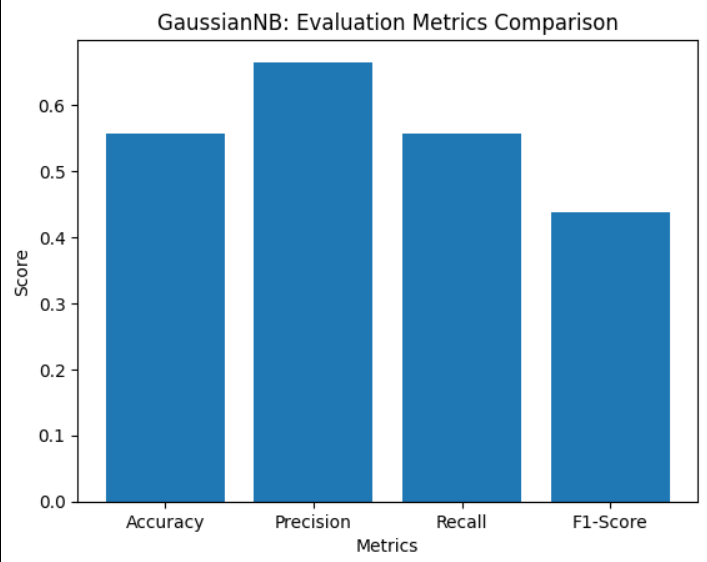 GaussianNB: Evaluation Metrics Comparison
Score
0.6
0.5
0.4
0.3
0.2
0.1
0.0
Accuracy Precision Recall F1-Score
Metrics